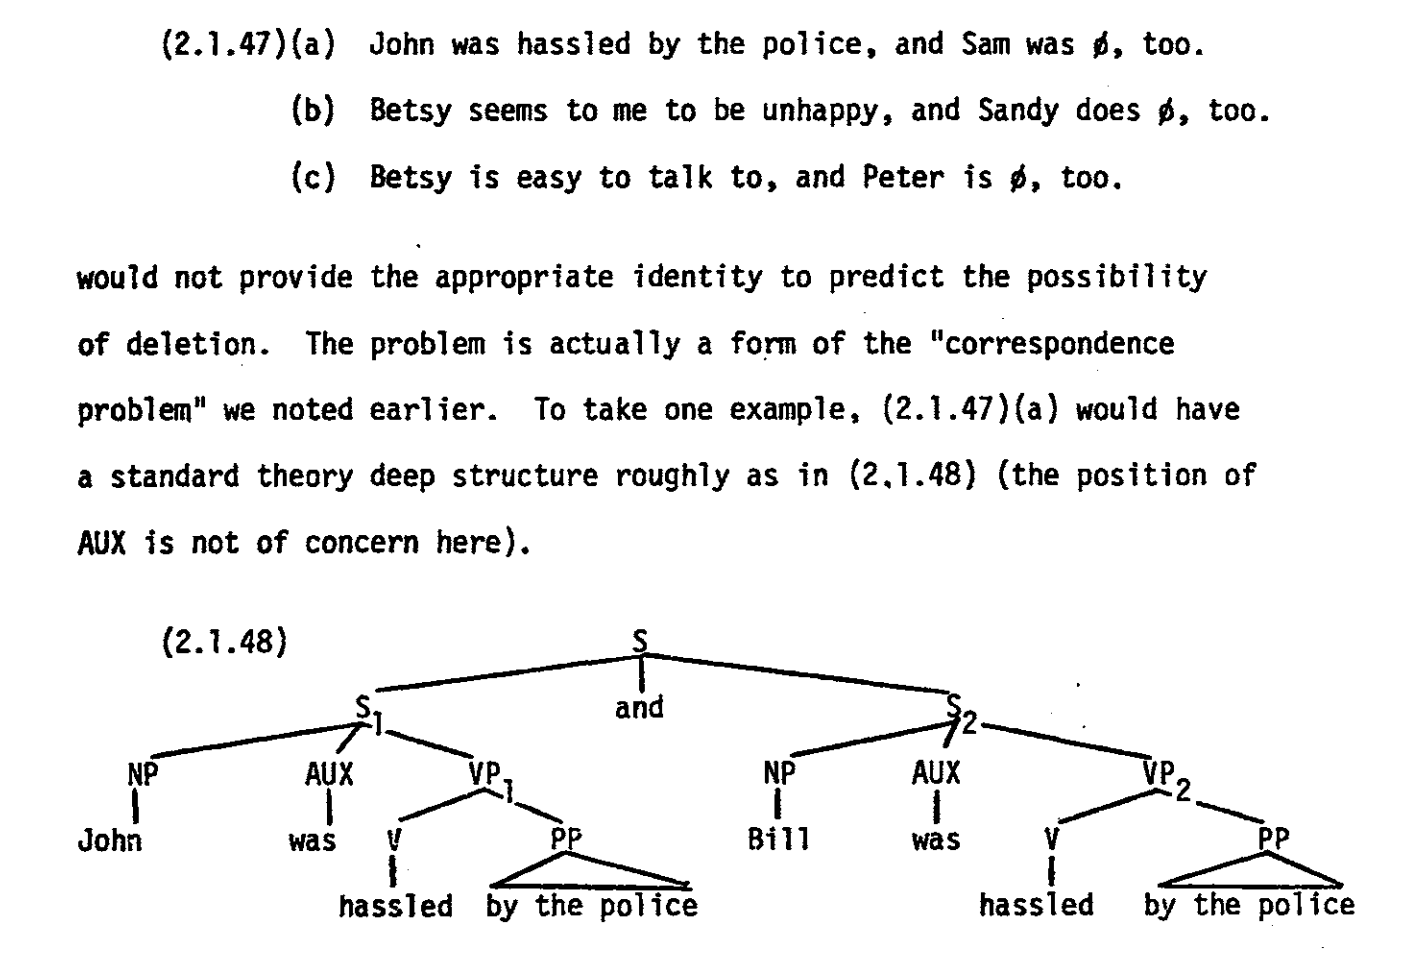 (2.1.47)(a) John was hassled by the police, and Sam was ø, too.
(b) Betsy seems to me to be unhappy, and Sandy does ø, too.
(c) Betsy is easy to talk to, and Peter is ø, too.
would not provide the appropriate identity to predict the possibility
of deletion. The problem is actually a form of the "correspondence
problem" we noted earlier. To take one example, (2.1.47)(a) would have
a standard theory deep structure roughly as in (2.1.48) (the position of
AUX is not of concern here).
(2.1.48) S
S1 and S2
NP AUX VP1 NP AUX VP2
John was V PP Bill was V PP
hassled by the police hassled by the police